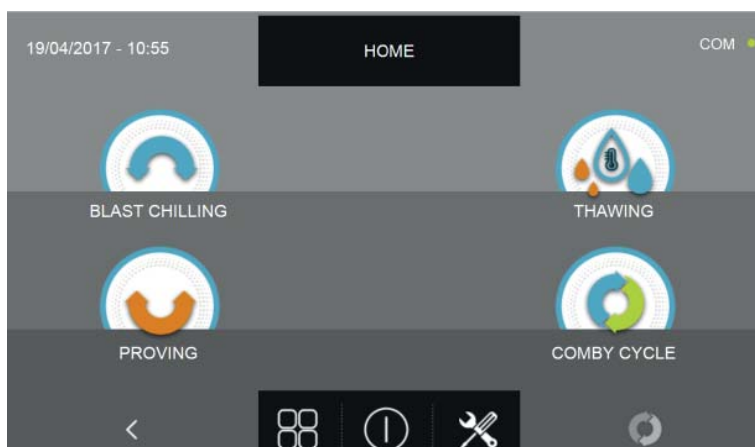 19/04/2017 - 10:55
HOME
COM
BLAST CHILLING
THAWING
PROVING
COMBY CYCLE